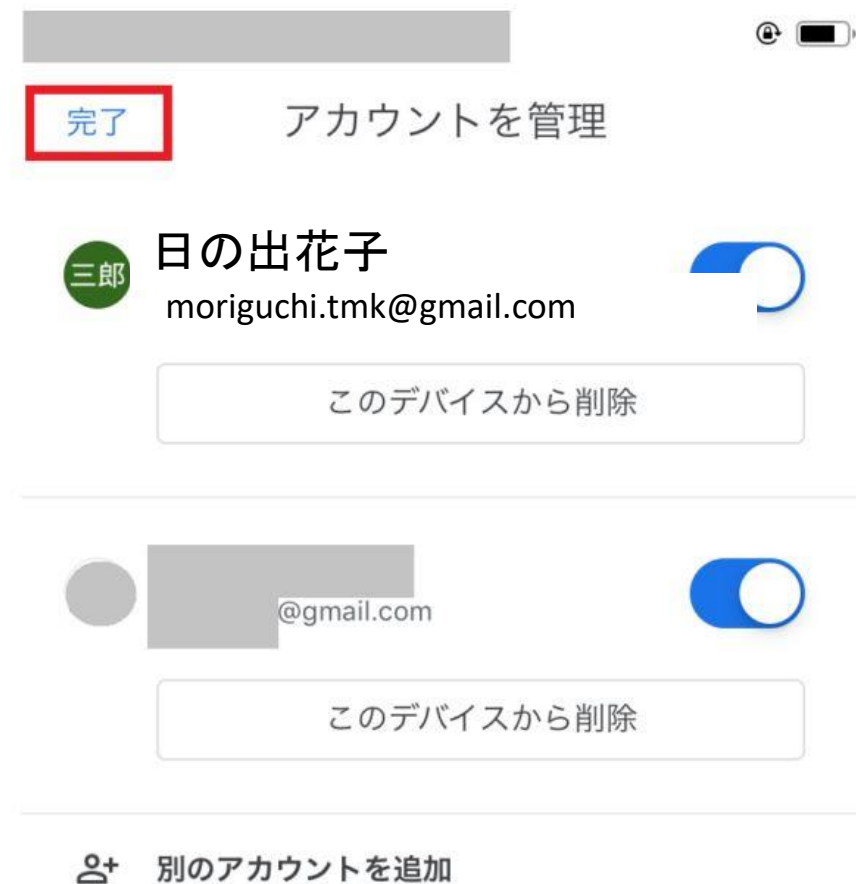 完了
アカウントを管理
三郎
日の出花子
moriguchi.tmk@gmail.com
このデバイスから削除
@gmail.com
このデバイスから削除
別のアカウントを追加